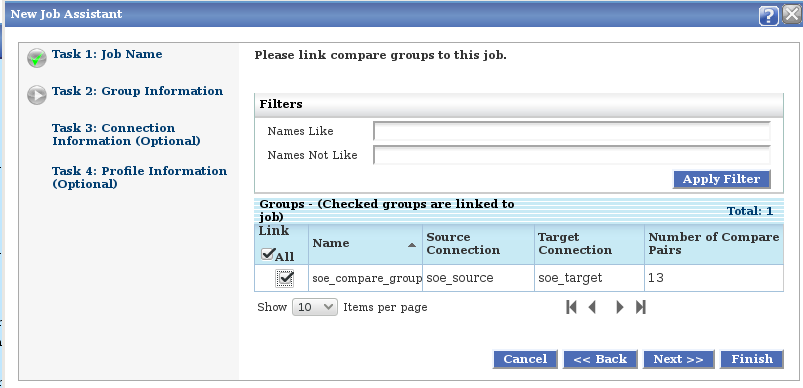 New Job Assistant
?
Task 1: Job Name
Task 2: Group Information
Task 3: Connection
Information (Optional)
Task 4: Profile Information
(Optional)
Please link compare groups to this job.
Filters
Names Like
Names Not Like
Apply Filter
Groups - (Checked groups are linked to
job)
Total: 1
Link
All
Name
Source
Connection
Target
Connection
Number of Compare
Pairs
soe_compare_group
soe_source
soe_target
13
Show 10 Items per page
Cancel
<< Back
Next >>
Finish